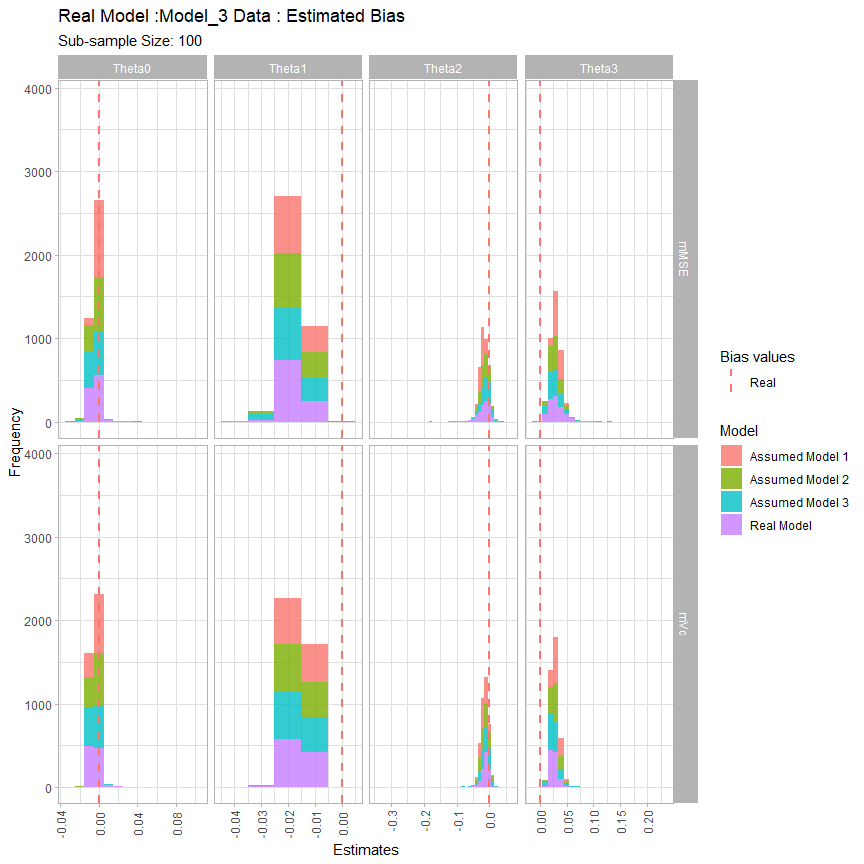 Real Model :Model_3 Data : Estimated Bias
Sub-sample Size: 100
Theta0 Theta1 Theta2 Theta3
4000
3000
2000
1000
0
mMSE
4000
3000
2000
1000
0
mVc
Frequency
-0.04 0.00 0.04 0.08
-0.04 -0.03 -0.02 -0.01 0.00
-0.3 -0.2 -0.1 0.0
0.00 0.05 0.10 0.15 0.20
Estimates
Bias values
Real
Model
Assumed Model 1
Assumed Model 2
Assumed Model 3
Real Model